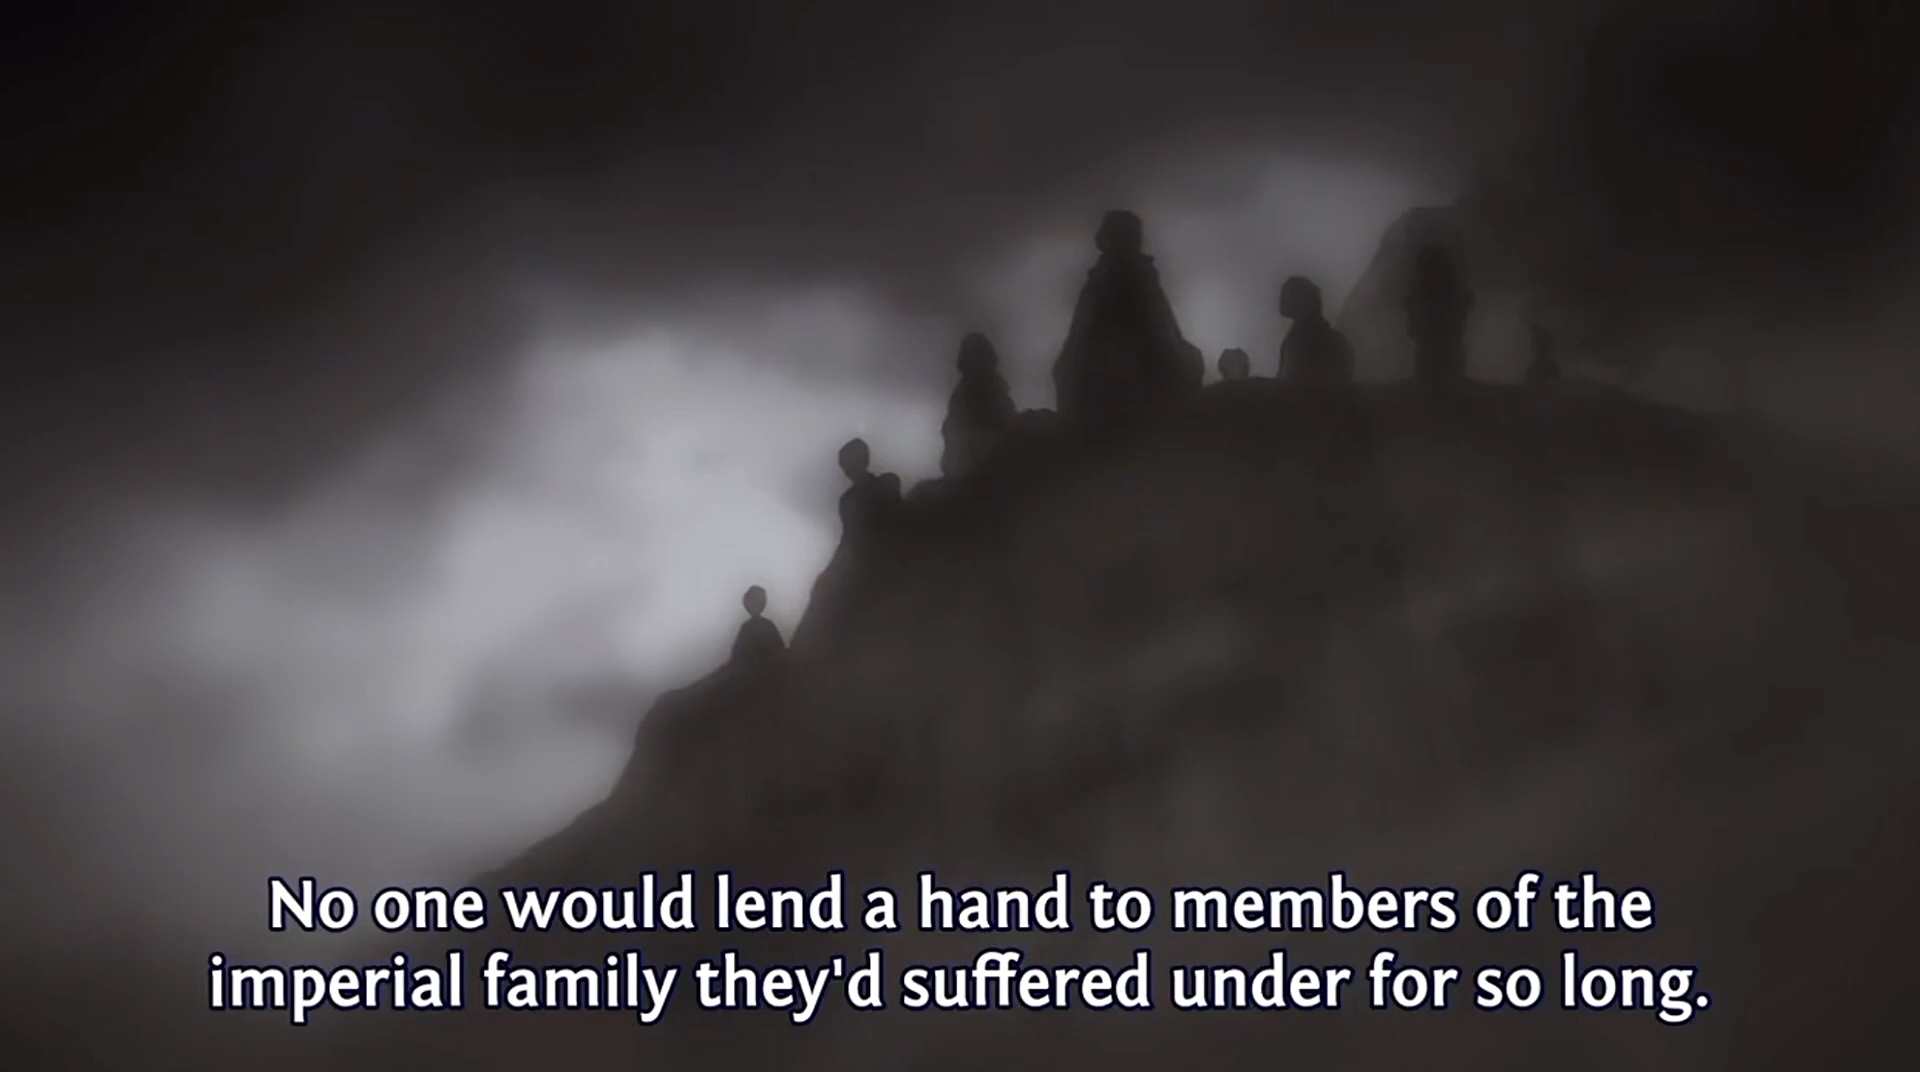 No one would lend a hand to members of the
imperial family they'd suffered under for so long.